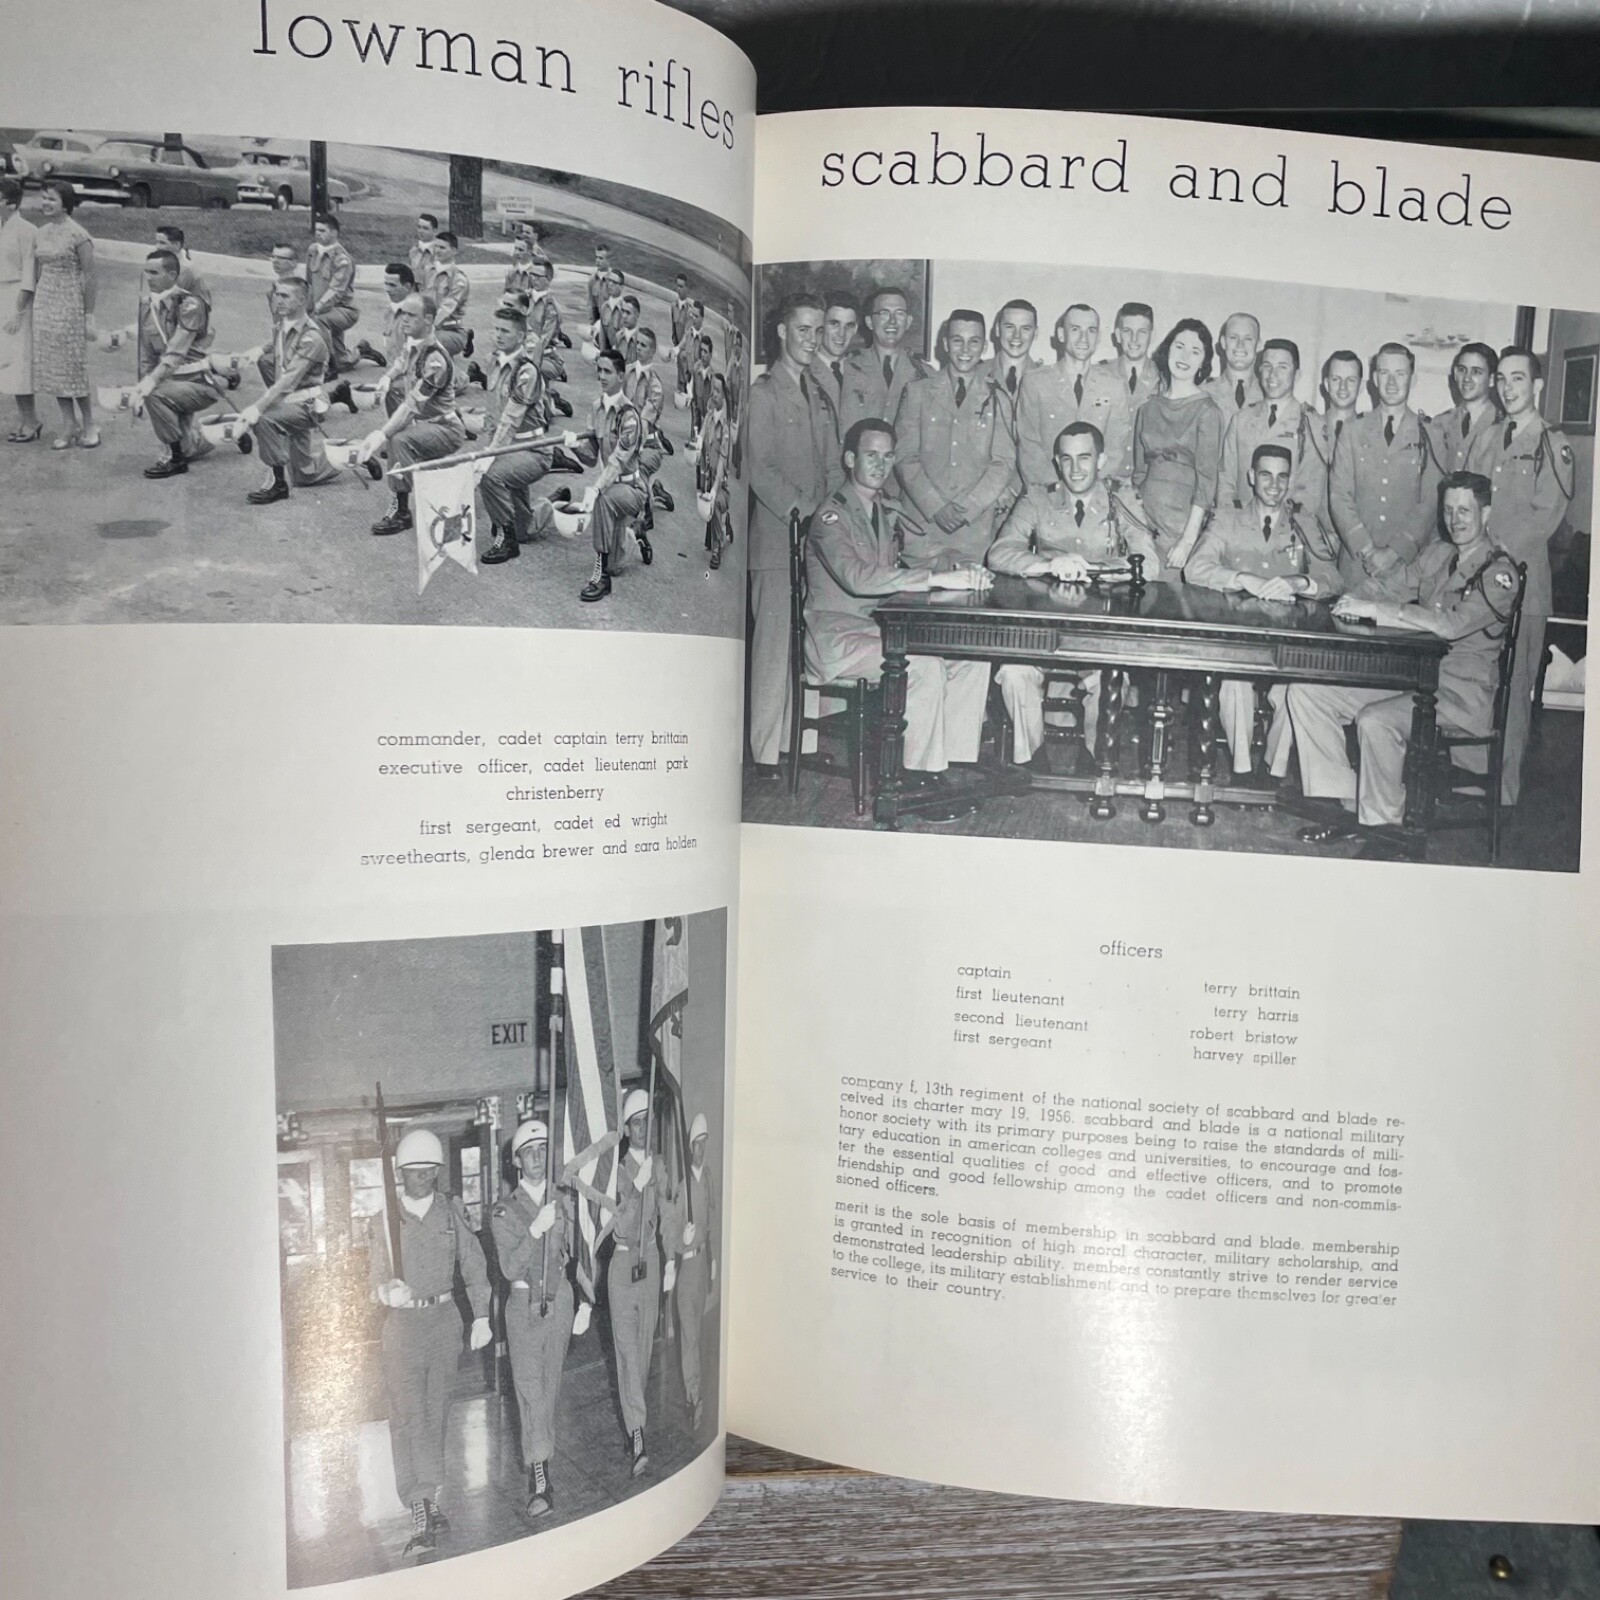 lowman rifles
commander, cadet captain terry brittain
executive officer, cadet lieutenant park
christenberry
first sergeant, cadet ed wright
sweethearts, glenda brewer and sara holden
EXIT
scabbard and blade
officers
captain . . . . terry brittain
first lieutenant . . terry harris
second lieutenant . robert bristow
first sergeant . . . harvey spiller
company f, 13th regiment of the national society of scabbard and blade re-
ceived its charter may 19, 1956. scabbard and blade is a national military
honor society with its primary purposes being to raise the standards of mili-
tary education in american colleges and universities, to encourage and fos-
ter the essential qualities of good and effective officers, and to promote
friendship and good fellowship among the cadet officers and non-commis-
sioned officers.
merit is the sole basis of membership in scabbard and blade. membership
is granted in recognition of high moral character, military scholarship, and
demonstrated leadership ability. members constantly strive to render service
to the college, its military establishment, and to prepare themselves for greater
service to their country.